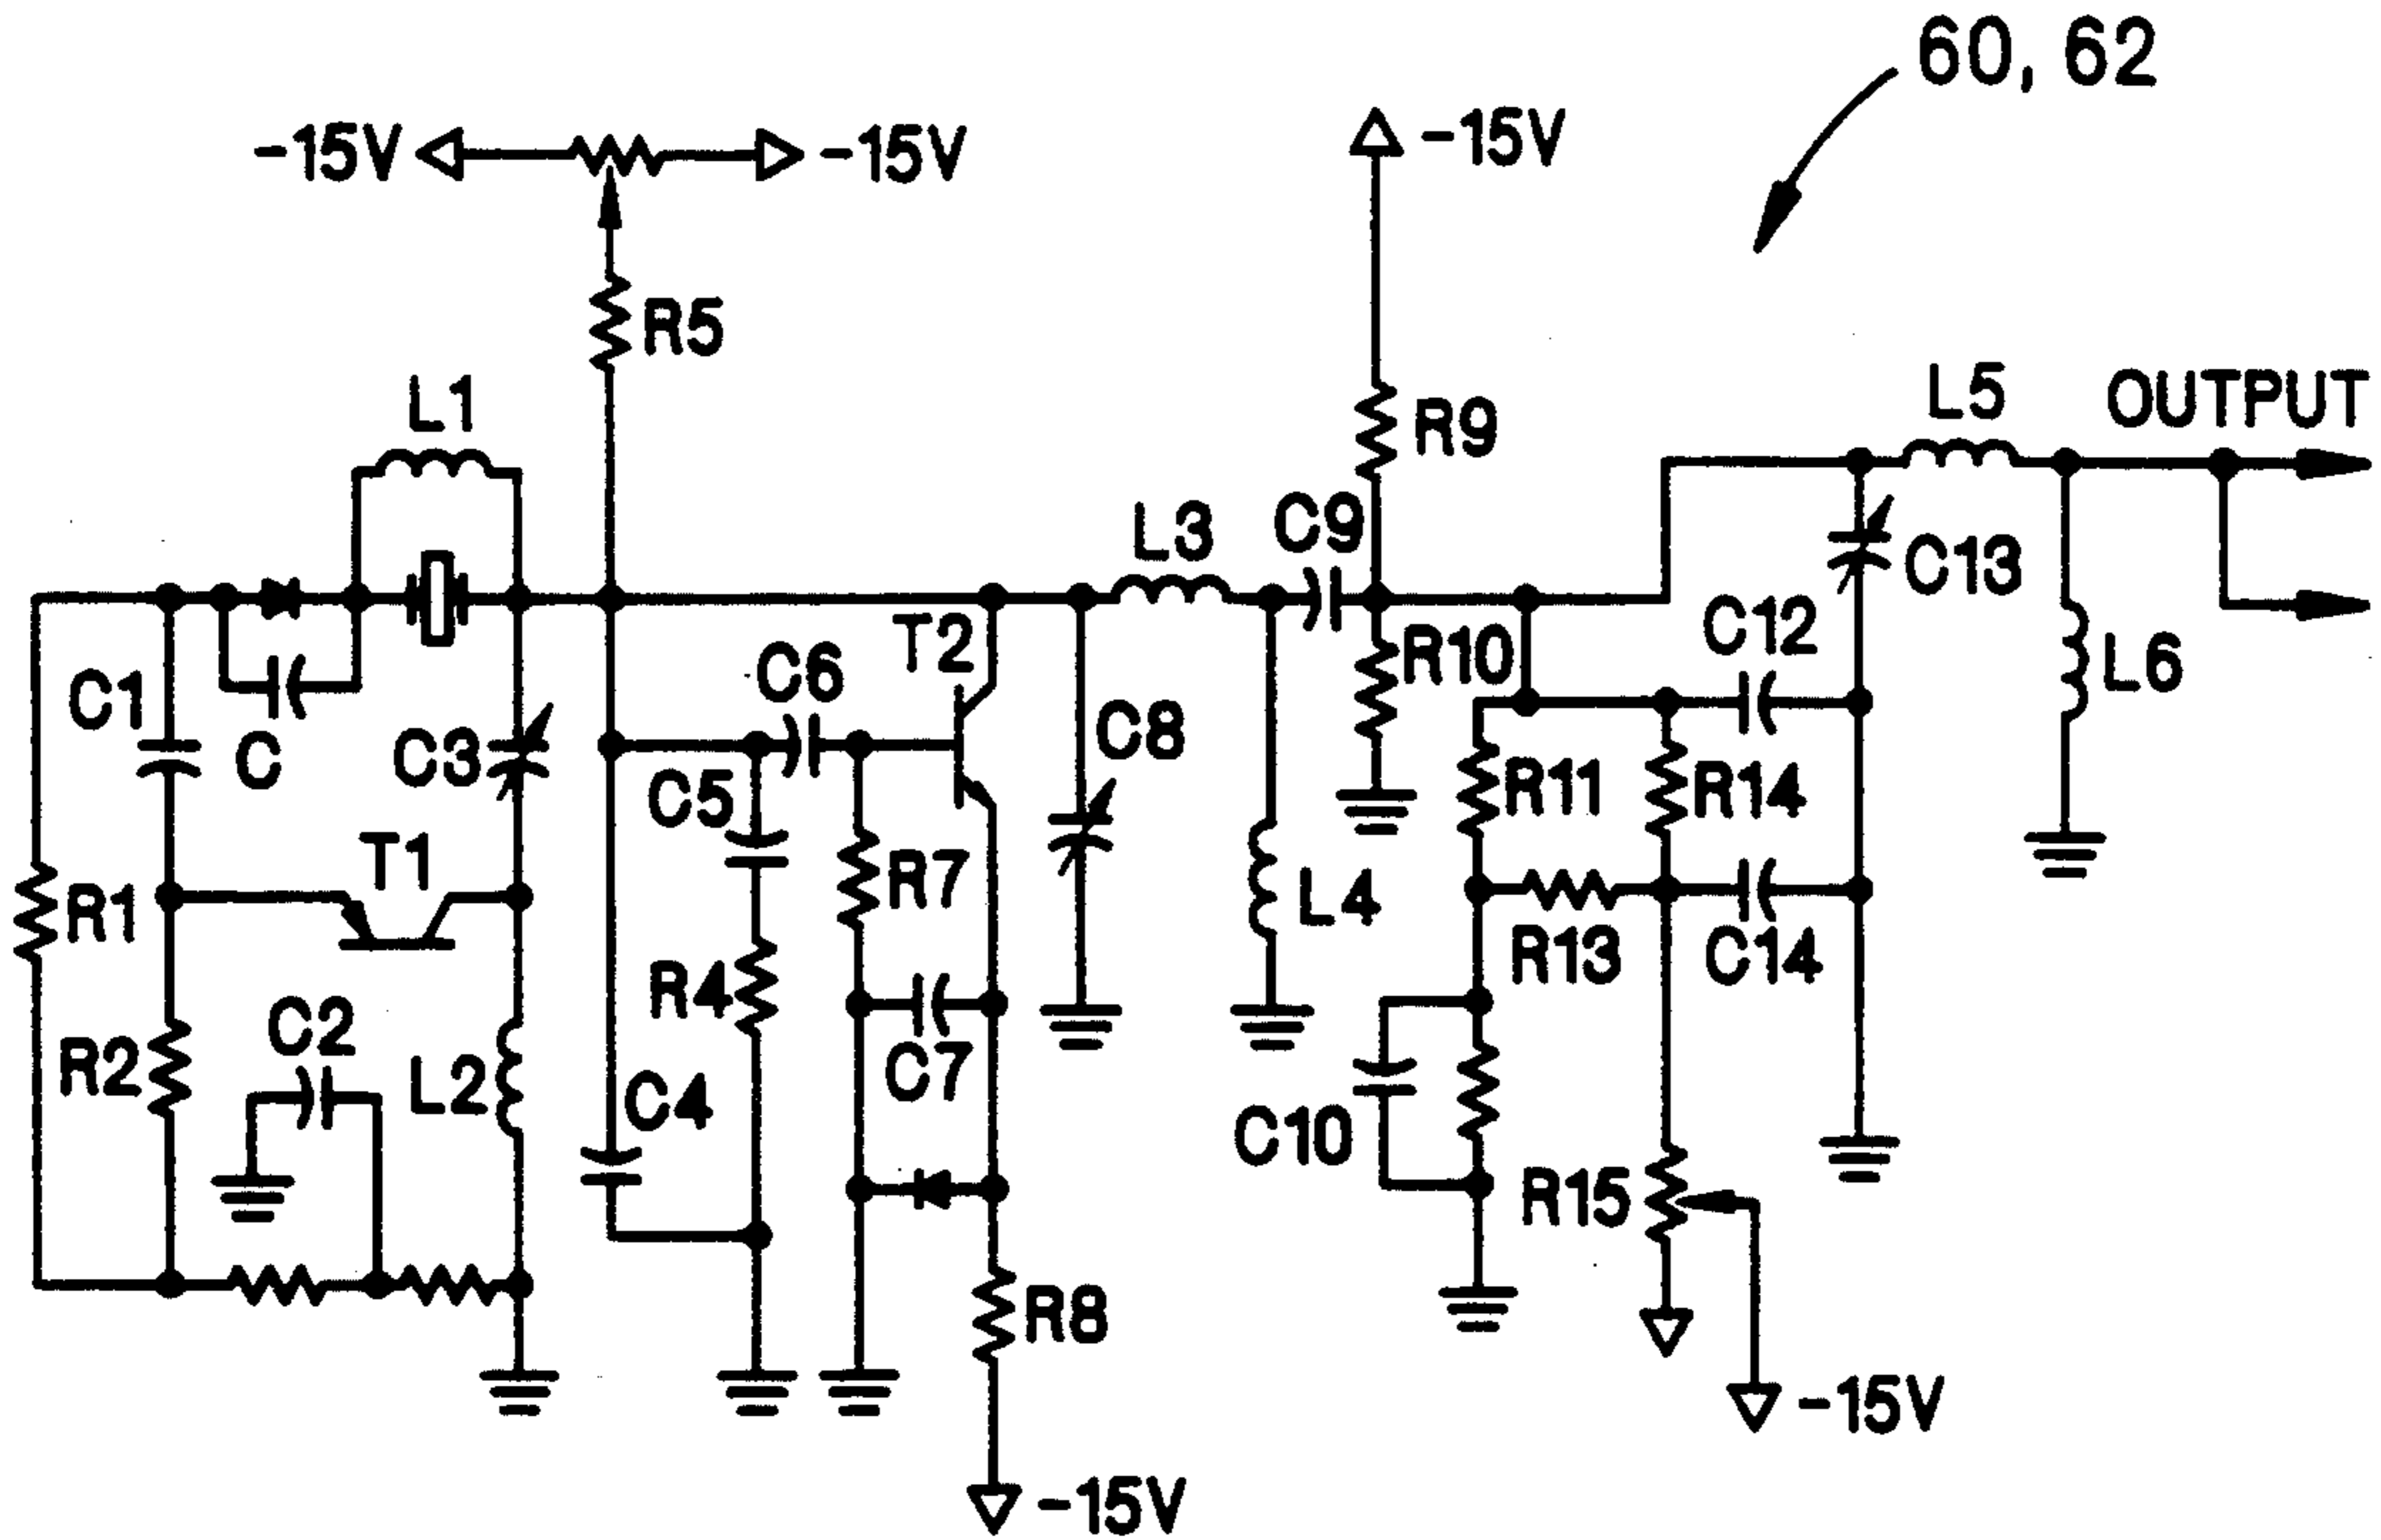 60, 62
-15V
-15V
-15V
R5
L1
R9
L5
OUTPUT
L3
C9
C13
C1
C
C3
C6
T2
R10
C12
L6
C8
C5
R11
R14
T1
R7
R1
L4
R13
C14
R4
C2
R2
L2
C7
C4
C10
R15
R8
-15V
-15V